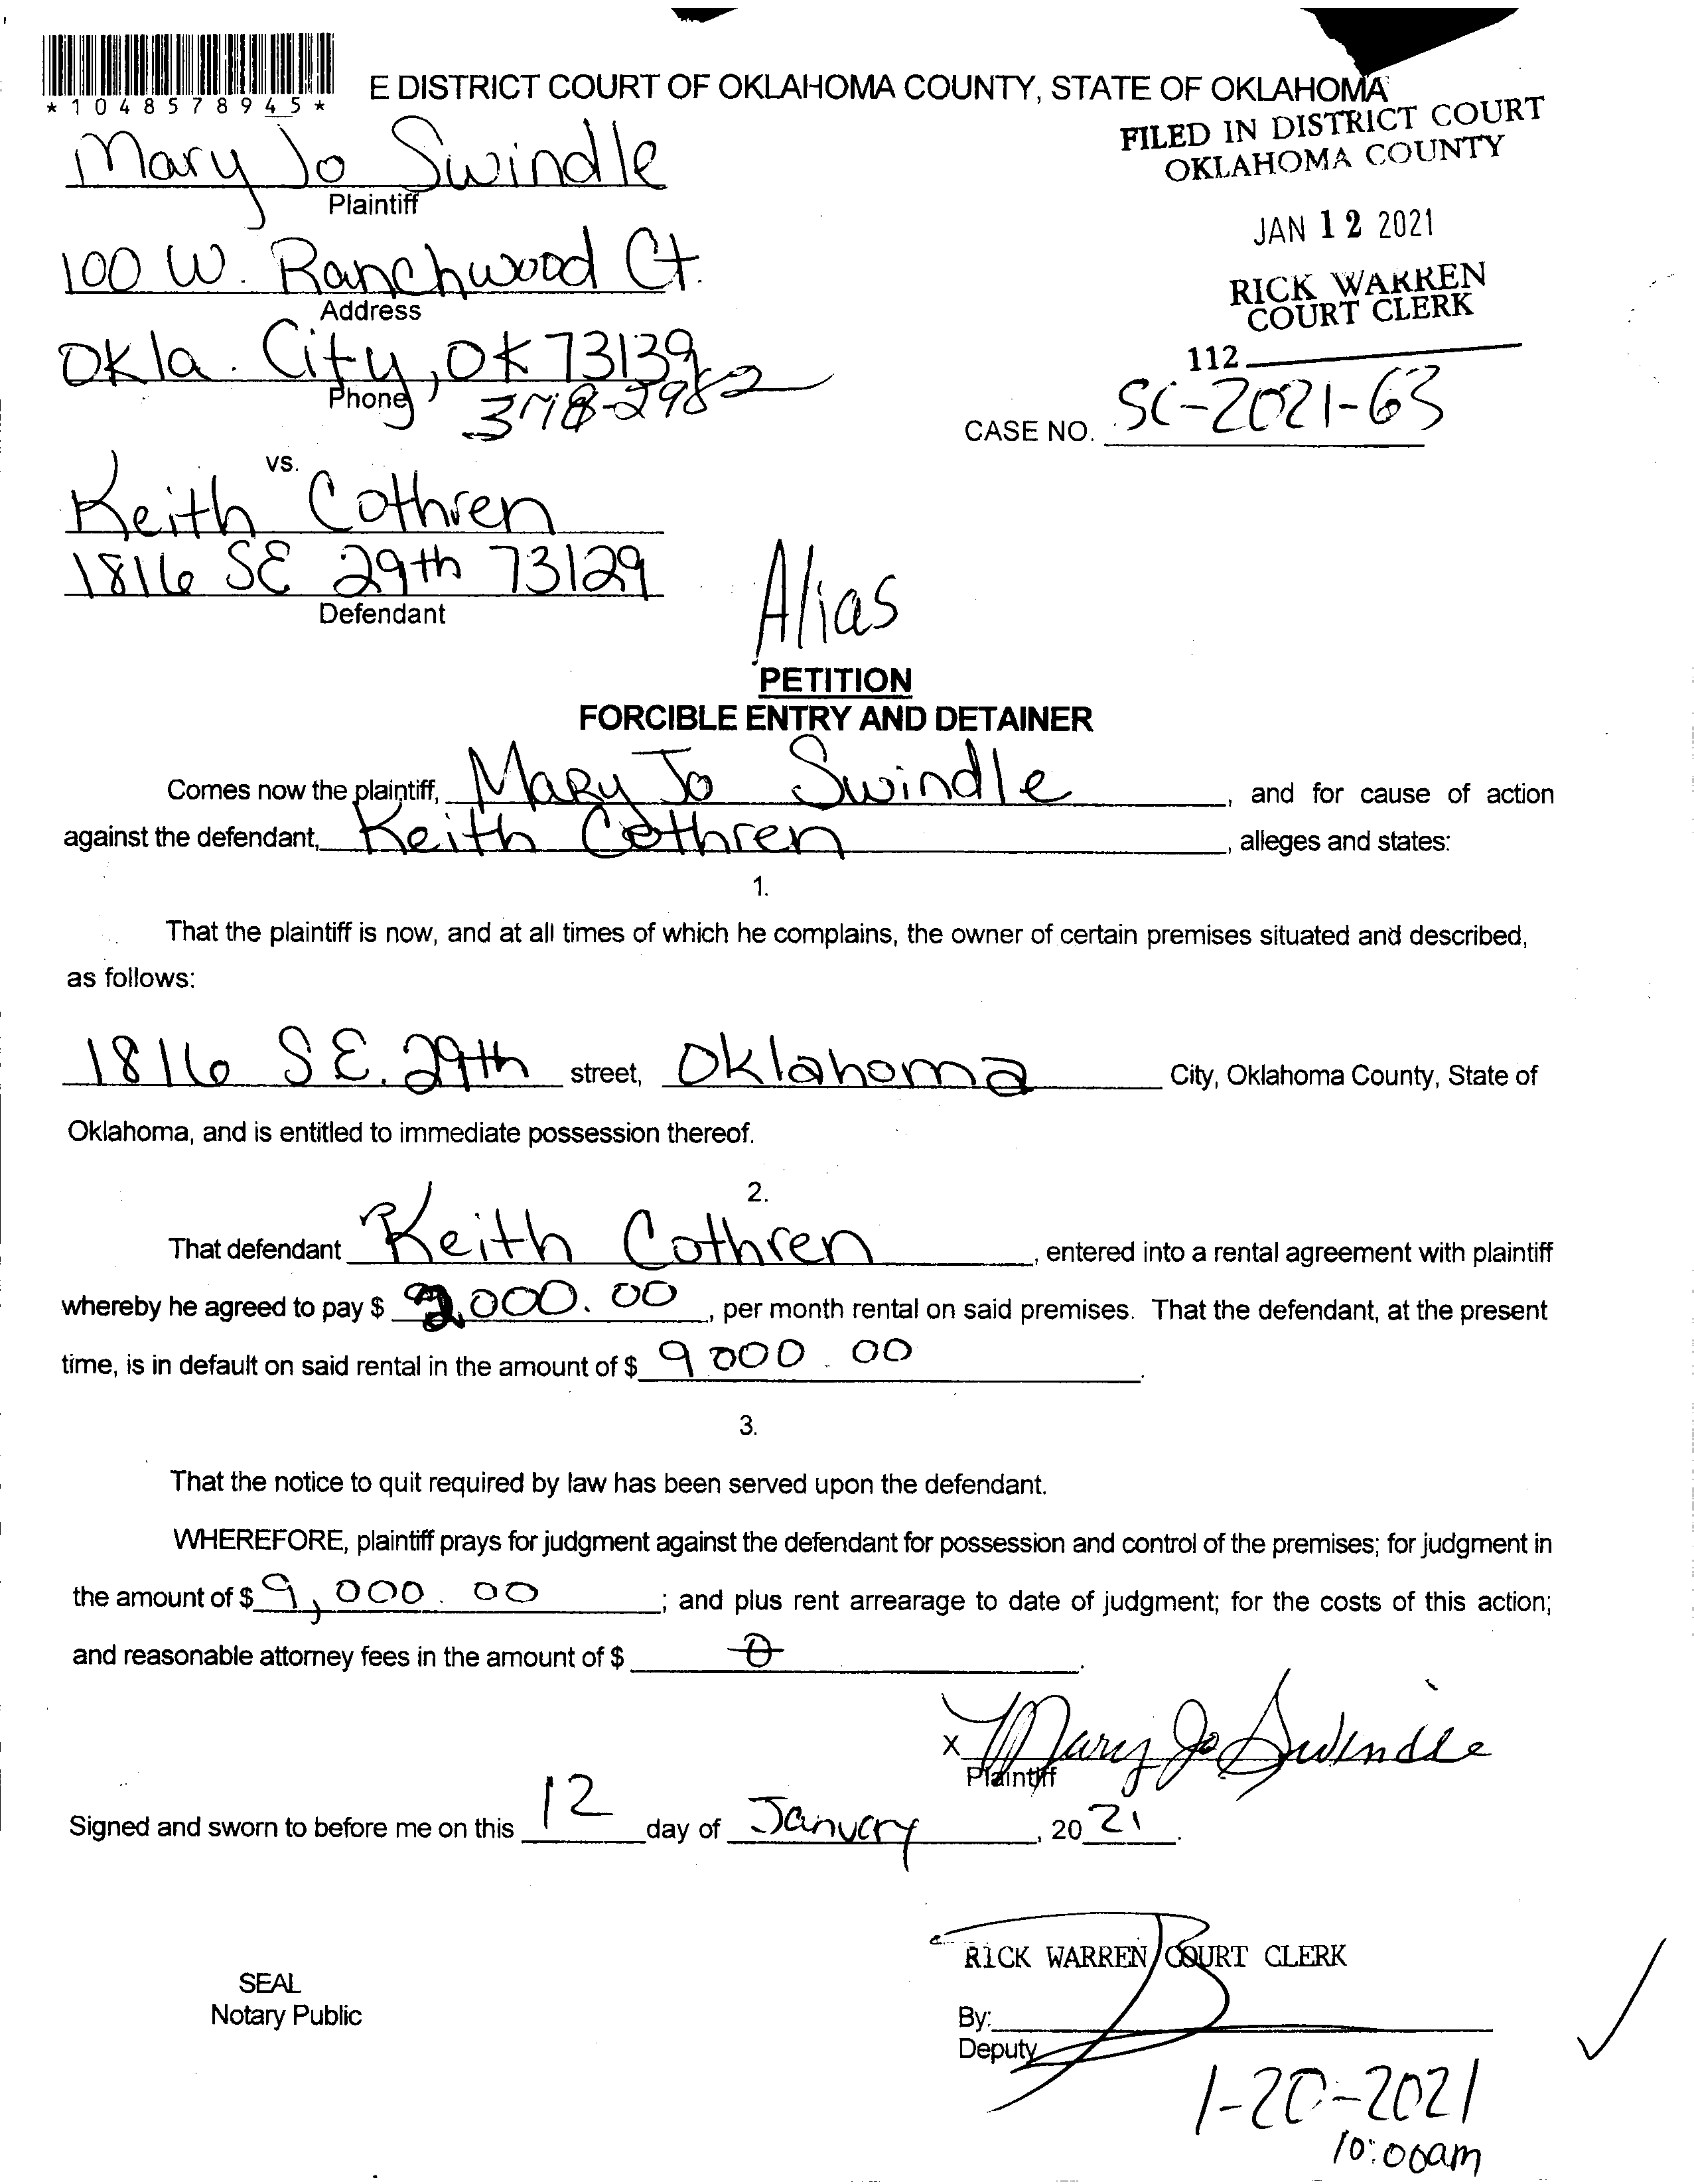 *1048578945*
E DISTRICT COURT OF OKLAHOMA COUNTY, STATE OF OKLAHOMA
FILED IN DISTRICT COURT
OKLAHOMA COUNTY
Mary Jo Swindle
Plaintiff
JAN 12 2021
100 W. Ranchwood Ct.
Address
RICK WARREN
COURT CLERK
Okla. City, OK 73139
Phone 378-2982
112
CASE NO. SC-2021-63
vs.
Keith Cothren
1816 SE 29th 73129
Defendant
Alias
PETITION
FORCIBLE ENTRY AND DETAINER
Comes now the plaintiff, Mary Jo Swindle, and for cause of action
against the defendant, Keith Cothren, alleges and states:
1.
That the plaintiff is now, and at all times of which he complains, the owner of certain premises situated and described,
as follows:
1816 S.E. 29th street, Oklahoma City, Oklahoma County, State of
Oklahoma, and is entitled to immediate possession thereof.
2.
That defendant Keith Cothren, entered into a rental agreement with plaintiff
whereby he agreed to pay $ 2,000.00, per month rental on said premises. That the defendant, at the present
time, is in default on said rental in the amount of $ 9000.00.
3.
That the notice to quit required by law has been served upon the defendant.
WHEREFORE, plaintiff prays for judgment against the defendant for possession and control of the premises; for judgment in
the amount of $ 9,000.00; and plus rent arrearage to date of judgment; for the costs of this action;
and reasonable attorney fees in the amount of $ 0.
x Mary Jo Swindle
Plaintiff
Signed and sworn to before me on this 12 day of January, 2021.
RICK WARREN COURT CLERK
SEAL
Notary Public
By:
Deputy
1-20-2021
10:00am